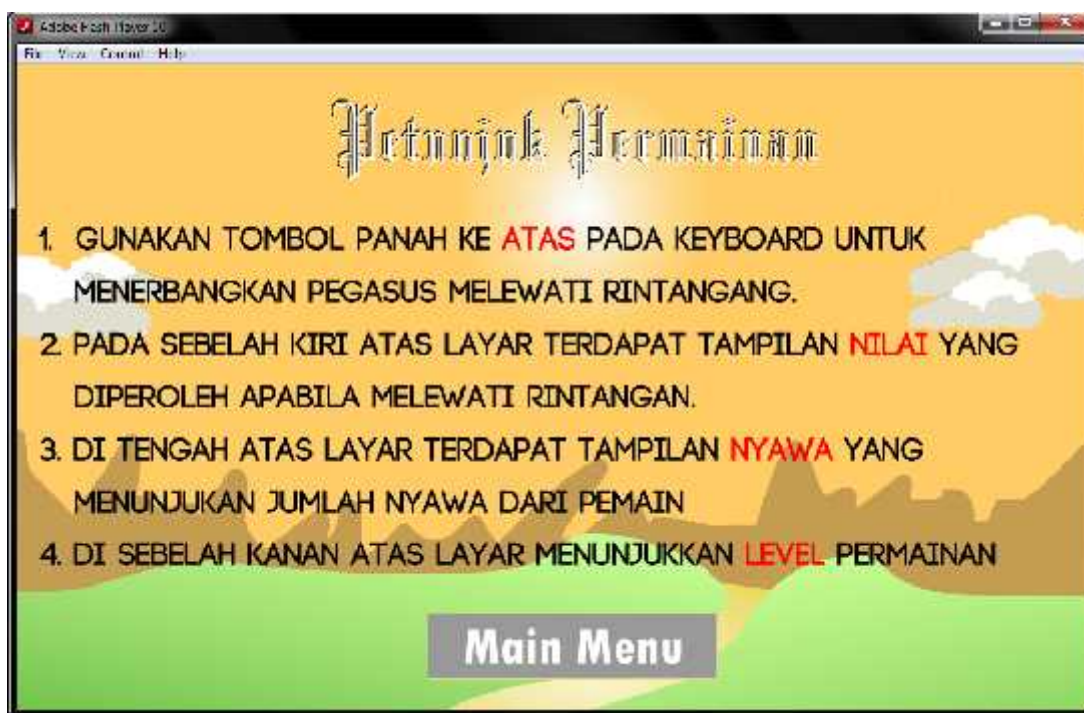 Adobe Flash Player 10
File View Control Help
Petunjuk Permainan
1. GUNAKAN TOMBOL PANAH KE ATAS PADA KEYBOARD UNTUK
MENERBANGKAN PEGASUS MELEWATI RINTANGANG.
2. PADA SEBELAH KIRI ATAS LAYAR TERDAPAT TAMPILAN NILAI YANG
DIPEROLEH APABILA MELEWATI RINTANGAN.
3. DI TENGAH ATAS LAYAR TERDAPAT TAMPILAN NYAWA YANG
MENUNJUKAN JUMLAH NYAWA DARI PEMAIN
4. DI SEBELAH KANAN ATAS LAYAR MENUNJUKKAN LEVEL PERMAINAN
Main Menu